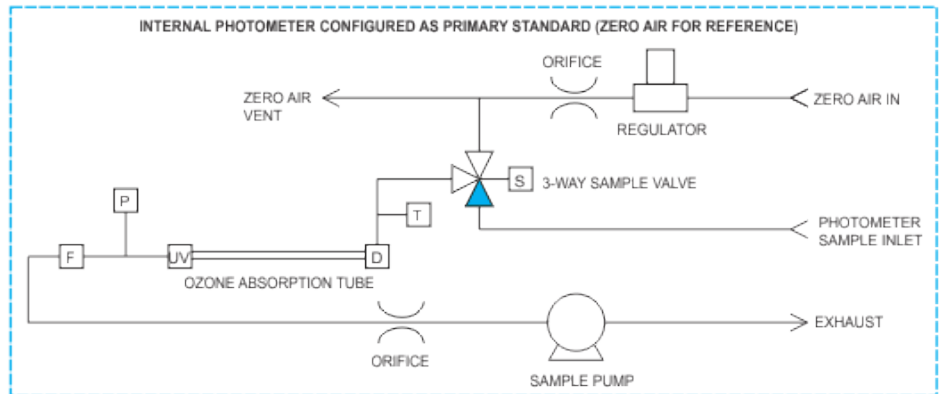 INTERNAL PHOTOMETER CONFIGURED AS PRIMARY STANDARD (ZERO AIR FOR REFERENCE)
ORIFICE
ZERO AIR
VENT
ZERO AIR IN
REGULATOR
S
3-WAY SAMPLE VALVE
P
T
PHOTOMETER
SAMPLE INLET
F
UV
D
OZONE ABSORPTION TUBE
EXHAUST
ORIFICE
SAMPLE PUMP